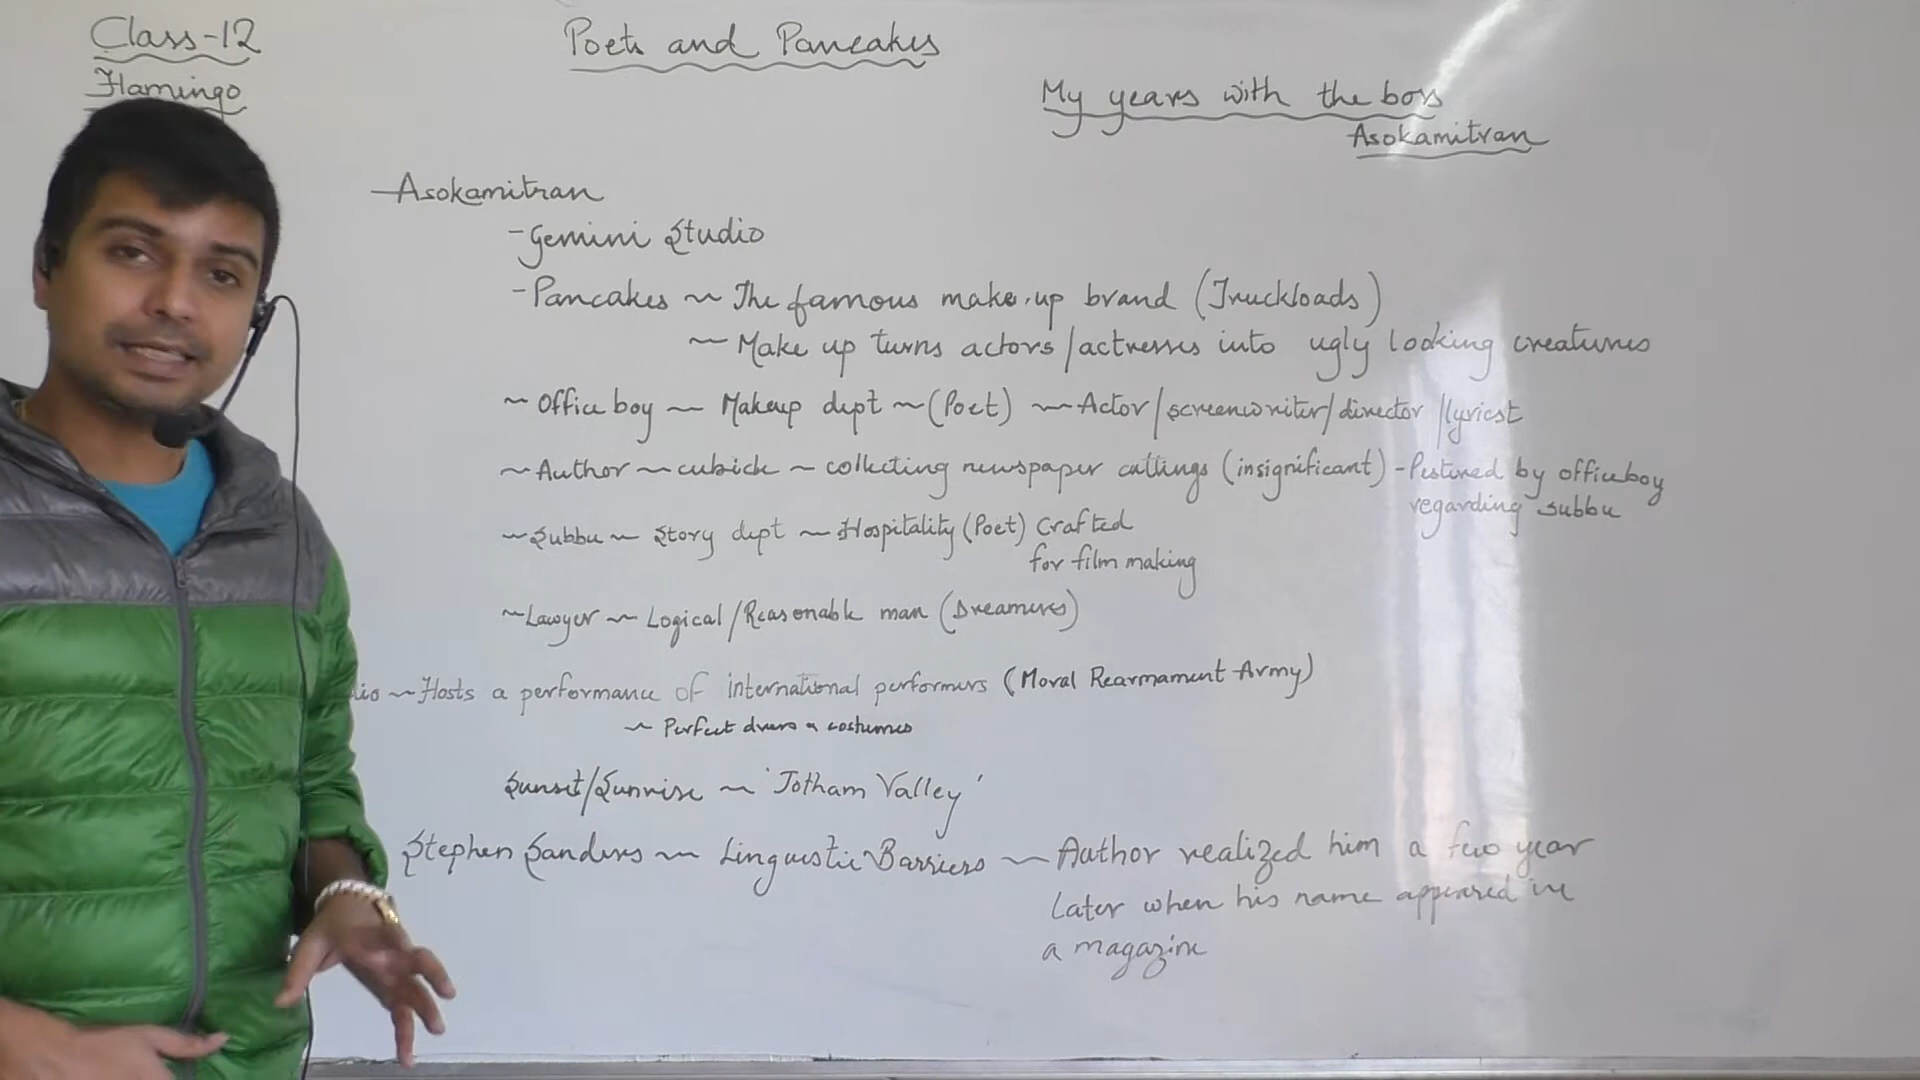 Class-12
Flamingo
Poets and Pancakes
My years with the boss
Asokamitran
- Asokamitran
- Gemini Studio
- Pancakes ~ The famous make-up brand (Truckloads)
~ Make up turns actors/actresses into ugly looking creatures
~ Office boy ~ Makeup dept ~ (Poet) ~ Actor/screenwriter/director/lyricst
~ Author ~ cubicle ~ collecting newspaper cuttings (insignificant) - Pestered by officeboy
regarding subbu
~ Subbu ~ Story dept ~ Hospitality (Poet) Crafted
for film making
~ Lawyer ~ Logical/Reasonable man (Dreamers)
dio ~ Hosts a performance of international performers (Moral Rearmament Army)
~ Perfect costumes
Sunset/Sunrise ~ 'Jotham Valley'
Stephen Sanders ~ Linguistic Barriers ~ Author realized him a few year
Later when his name appeared in
a magazine